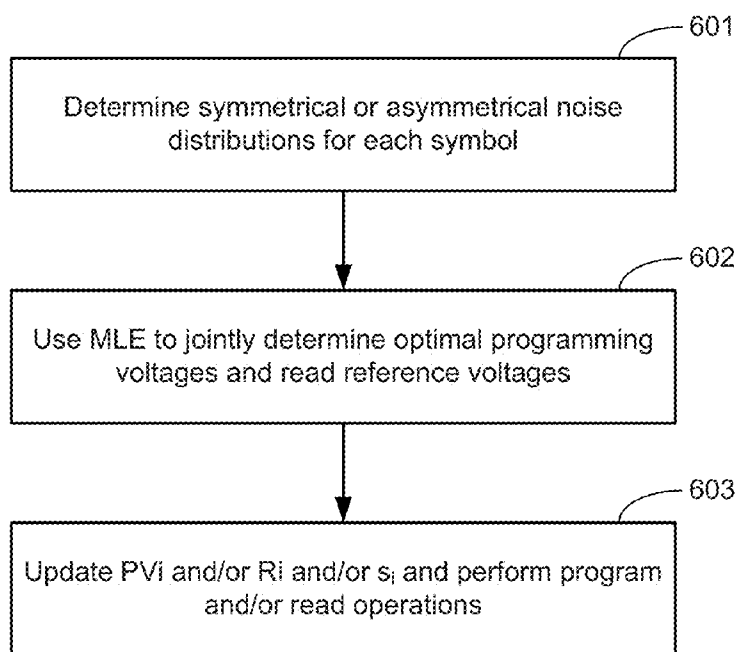 601
Determine symmetrical or asymmetrical noise
distributions for each symbol
602
Use MLE to jointly determine optimal programming
voltages and read reference voltages
603
Update PVi and/or Ri and/or si and perform program
and/or read operations